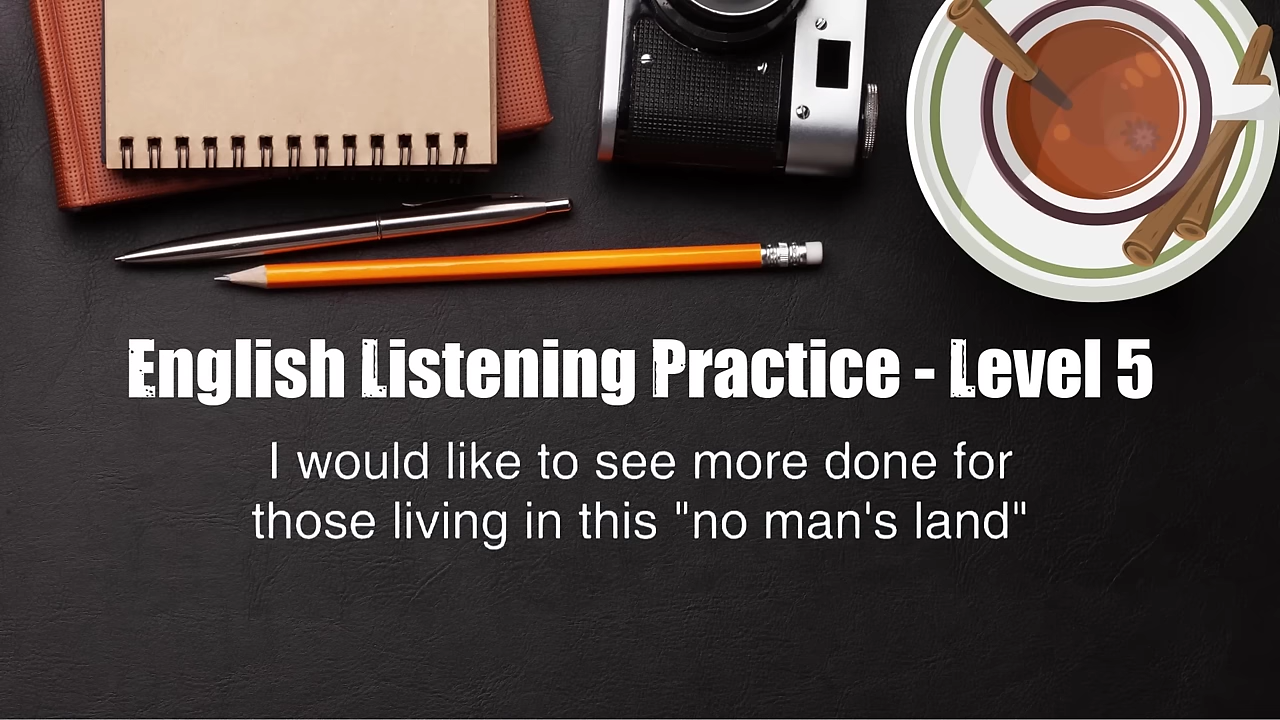 English Listening Practice - Level 5
I would like to see more done for
those living in this "no man's land"